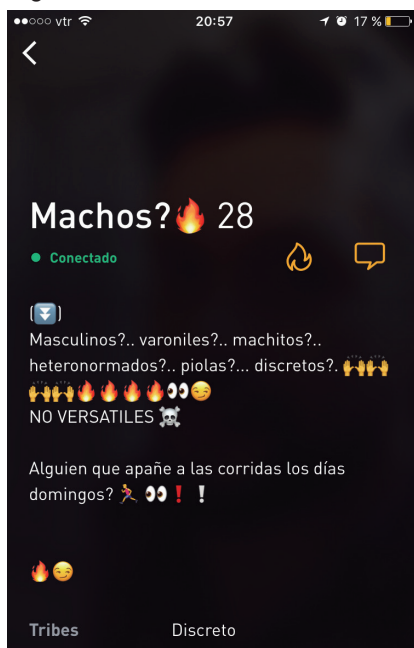 vtr 20:57 17 %
Machos?🔥 28
Conectado
(⏬)
Masculinos?.. varoniles?.. machitos?..
heteronormados?.. piolas?... discretos?. 🙌🙌
🙌🙌🔥🔥🔥🔥👀😏
NO VERSATILES ☠️
Alguien que apañe a las corridas los días
domingos? 🏃 👀❗❕
🔥😏
Tribes Discreto